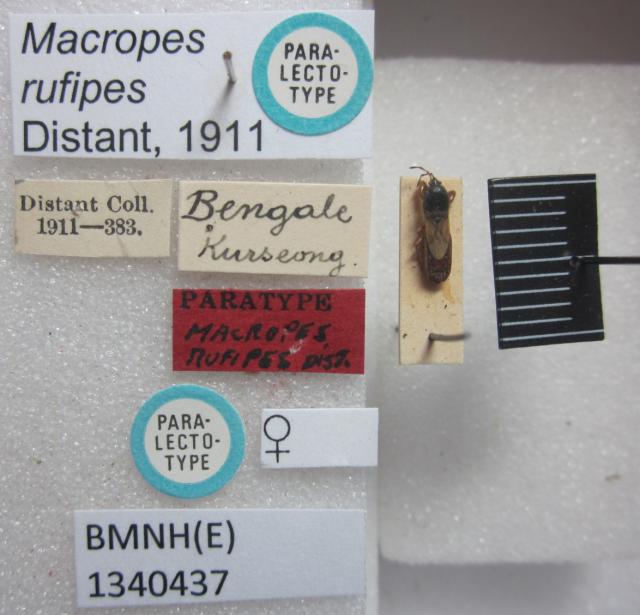 Macropes
rufipes
Distant, 1911
PARA-
LECTO-
TYPE
Distant Coll.
1911—383.
Bengale
Kurseong.
PARATYPE
MACROPES
RUFIPES DIST.
PARA-
LECTO-
TYPE
♀
BMNH(E)
1340437